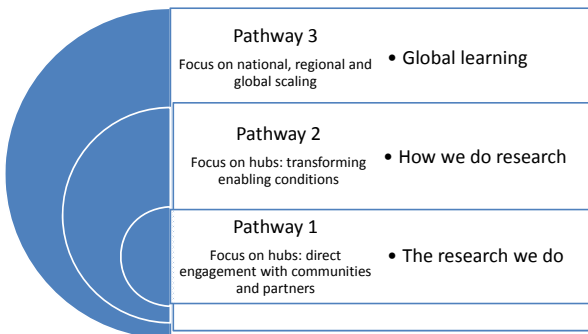 Pathway 3
Focus on national, regional and
global scaling
• Global learning
Pathway 2
Focus on hubs: transforming
enabling conditions
• How we do research
Pathway 1
Focus on hubs: direct
engagement with communities
and partners
• The research we do